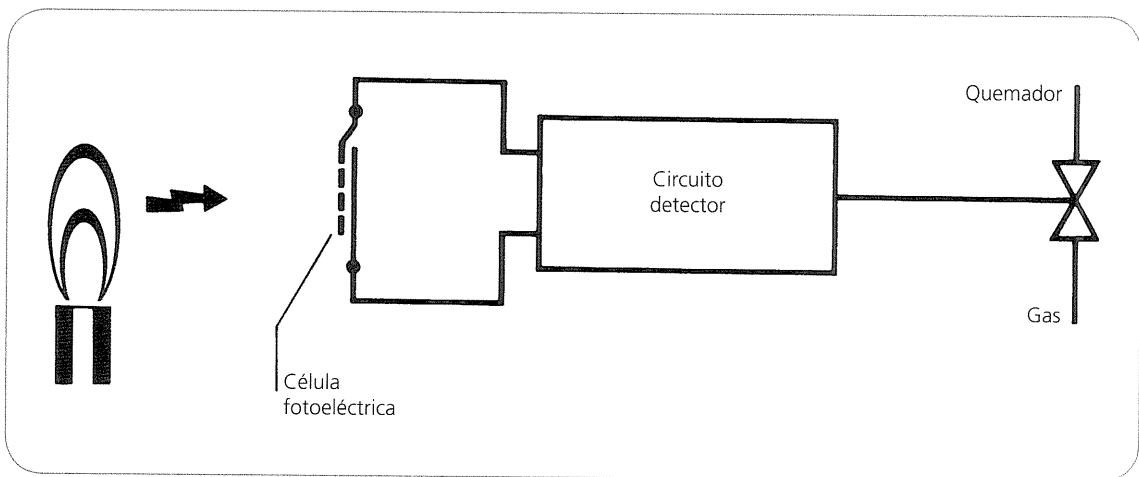 Quemador
Circuito
detector
Gas
Célula
fotoeléctrica